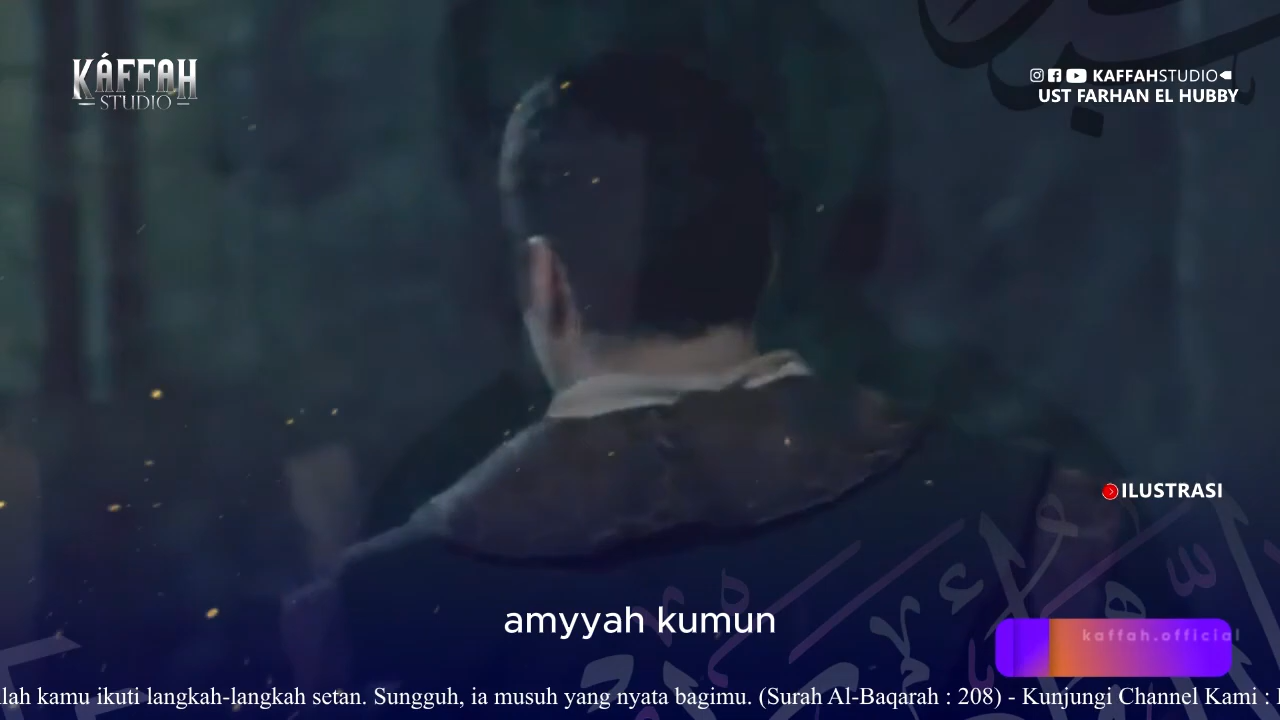 KÁFFAH
STUDIO
KAFFAHSTUDIO
UST FARHAN EL HUBBY
ILUSTRASI
amyyah kumun
kaffah.official
lah kamu ikuti langkah-langkah setan. Sungguh, ia musuh yang nyata bagimu. (Surah Al-Baqarah : 208) - Kunjungi Channel Kami :